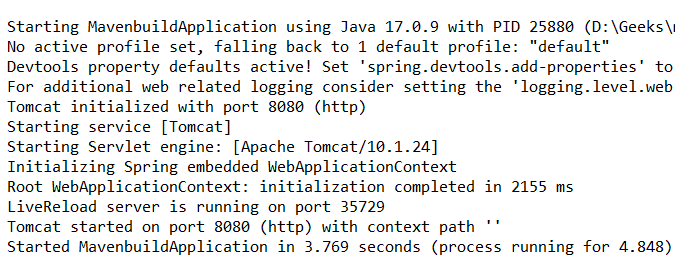 Starting MavenbuildApplication using Java 17.0.9 with PID 25880 (D:\Geeks\
No active profile set, falling back to 1 default profile: "default"
Devtools property defaults active! Set 'spring.devtools.add-properties' to
For additional web related logging consider setting the 'logging.level.web
Tomcat initialized with port 8080 (http)
Starting service [Tomcat]
Starting Servlet engine: [Apache Tomcat/10.1.24]
Initializing Spring embedded WebApplicationContext
Root WebApplicationContext: initialization completed in 2155 ms
LiveReload server is running on port 35729
Tomcat started on port 8080 (http) with context path ''
Started MavenbuildApplication in 3.769 seconds (process running for 4.848)